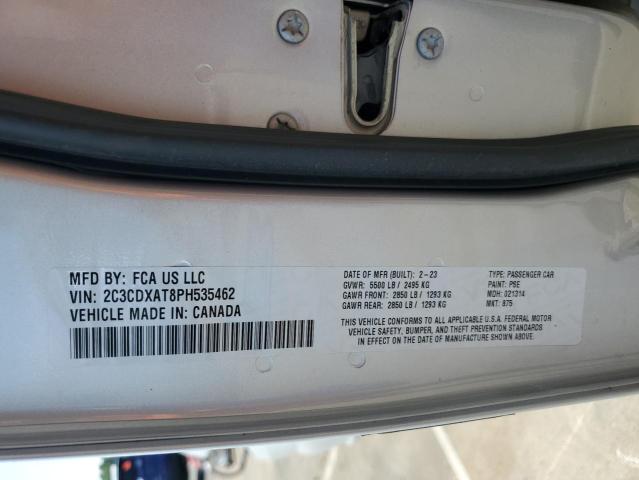 MFD BY: FCA US LLC
VIN: 2C3CDXAT8PH535462
VEHICLE MADE IN: CANADA
DATE OF MFR (BUILT): 2-23
GVWR: 5500 LB / 2495 KG
GAWR FRONT: 2850 LB / 1293 KG
GAWR REAR: 2850 LB / 1293 KG
TYPE: PASSENGER CAR
PAINT: PSE
MDH: 021314
MKT: 875
THIS VEHICLE CONFORMS TO ALL APPLICABLE U.S.A. FEDERAL MOTOR
VEHICLE SAFETY, BUMPER, AND THEFT PREVENTION STANDARDS
IN EFFECT ON THE DATE OF MANUFACTURE SHOWN ABOVE.